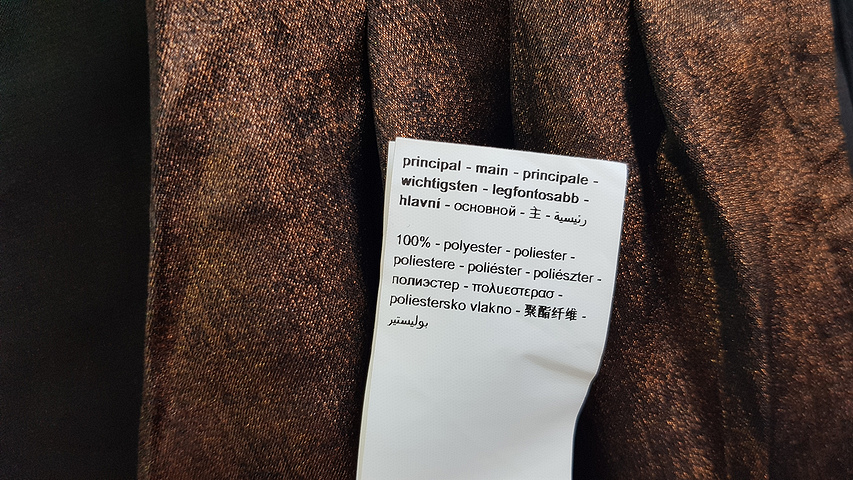 principal - main - principale -
wichtigsten - legfontosabb -
hlavní - основной - 主 - رئيسية
100% - polyester - poliester -
poliestere - poliéster - poliészter -
полиэстер - πολυεστερασ -
poliestersko vlakno - 聚酯纤维 -
بوليستير